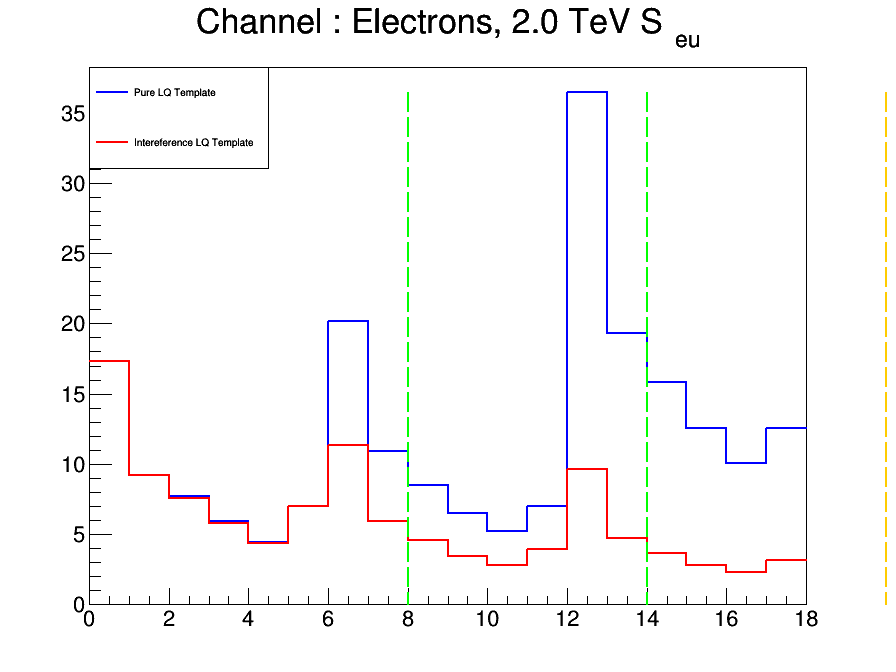 Channel : Electrons, 2.0 TeV S eu
Pure LQ Template
Intereference LQ Template
35
30
25
20
15
10
5
0
0 2 4 6 8 10 12 14 16 18